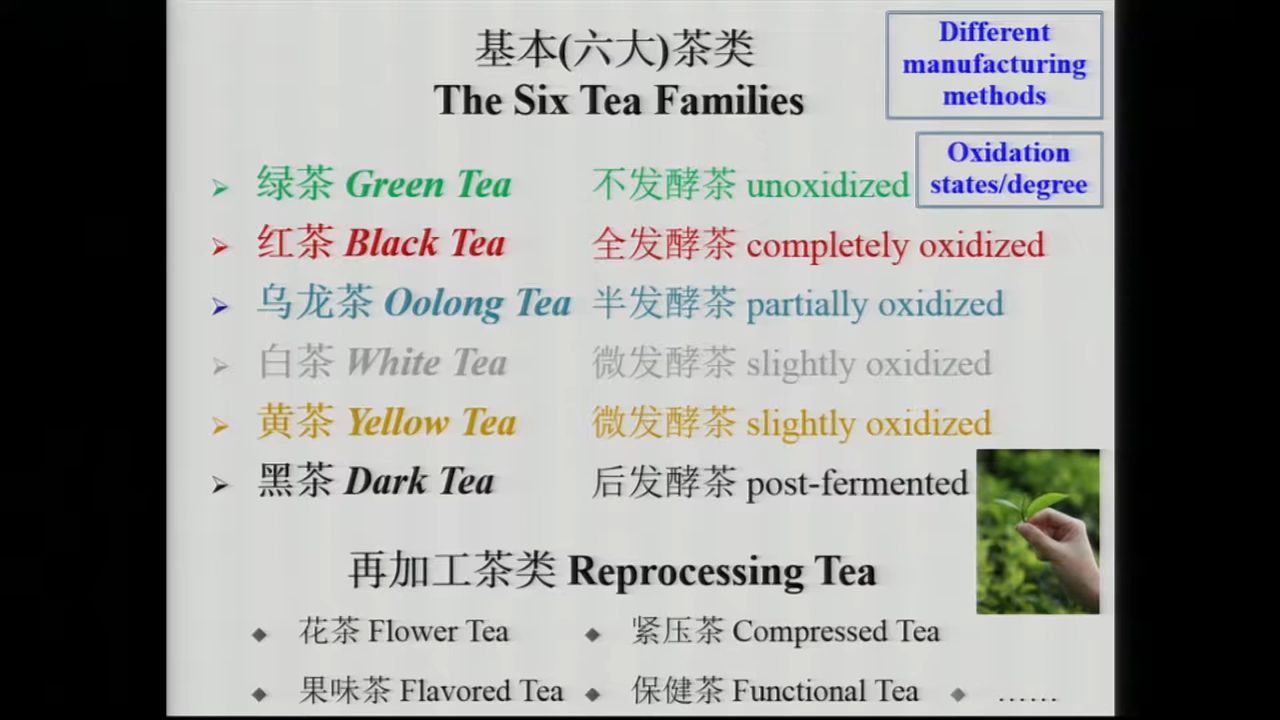 基本(六大)茶类
The Six Tea Families
Different
manufacturing
methods
Oxidation
states/degree
绿茶 Green Tea 不发酵茶 unoxidized
红茶 Black Tea 全发酵茶 completely oxidized
乌龙茶 Oolong Tea 半发酵茶 partially oxidized
白茶 White Tea 微发酵茶 slightly oxidized
黄茶 Yellow Tea 微发酵茶 slightly oxidized
黑茶 Dark Tea 后发酵茶 post-fermented
再加工茶类 Reprocessing Tea
花茶 Flower Tea 紧压茶 Compressed Tea
果味茶 Flavored Tea 保健茶 Functional Tea ……